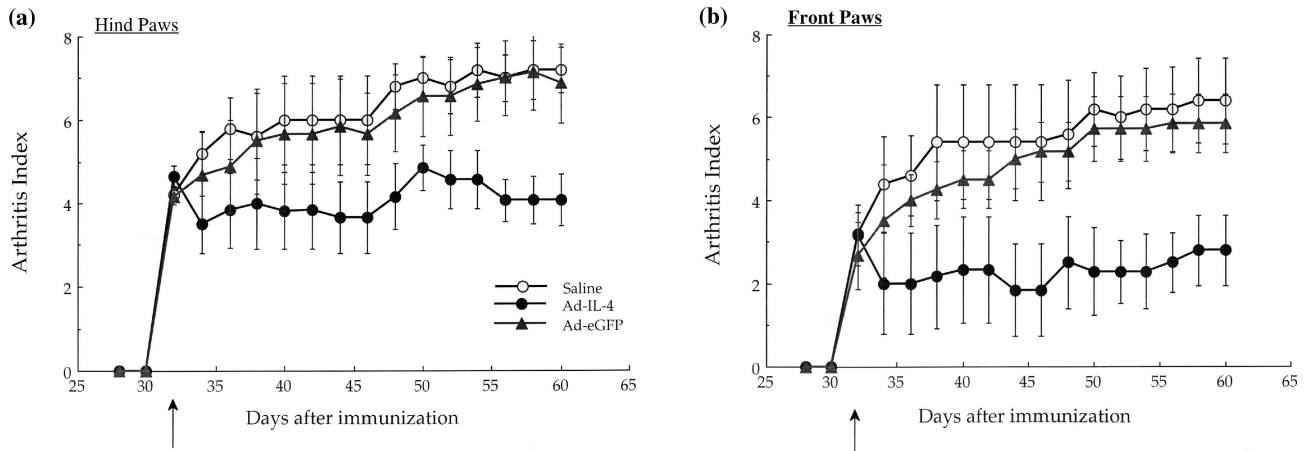 (a)
Hind Paws
8
6
4
2
0
Arthritis Index
Saline
Ad-IL-4
Ad-eGFP
25 30 35 40 45 50 55 60 65
Days after immunization
(b)
Front Paws
8
6
4
2
0
Arthritis Index
25 30 35 40 45 50 55 60 65
Days after immunization